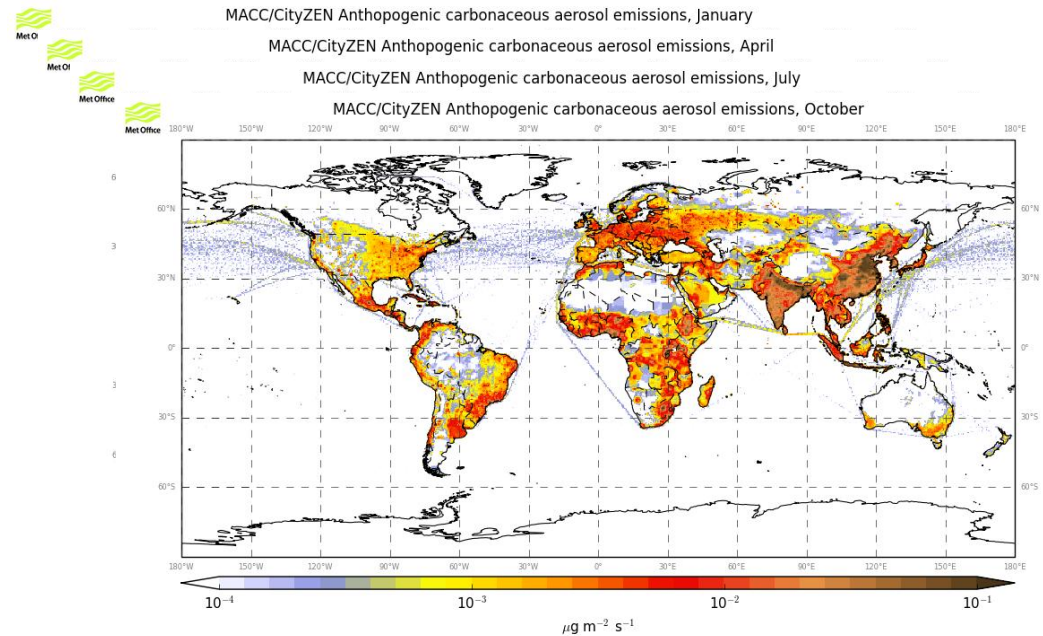 MACC/CityZEN Anthopogenic carbonaceous aerosol emissions, January
Met O
MACC/CityZEN Anthopogenic carbonaceous aerosol emissions, April
Met Of
MACC/CityZEN Anthopogenic carbonaceous aerosol emissions, July
Met Office
MACC/CityZEN Anthopogenic carbonaceous aerosol emissions, October
Met Office
180°W 150°W 120°W 90°W 60°W 30°W 0° 30°E 60°E 90°E 120°E 150°E 180°E
6
60°N 60°N
3
30°N 30°N
0° 0°
3
30°S 30°S
6
60°S 60°S
180°W 150°W 120°W 90°W 60°W 30°W 0° 30°E 60°E 90°E 120°E 150°E 180°E
10⁻⁴ 10⁻³ 10⁻² 10⁻¹
μg m⁻² s⁻¹